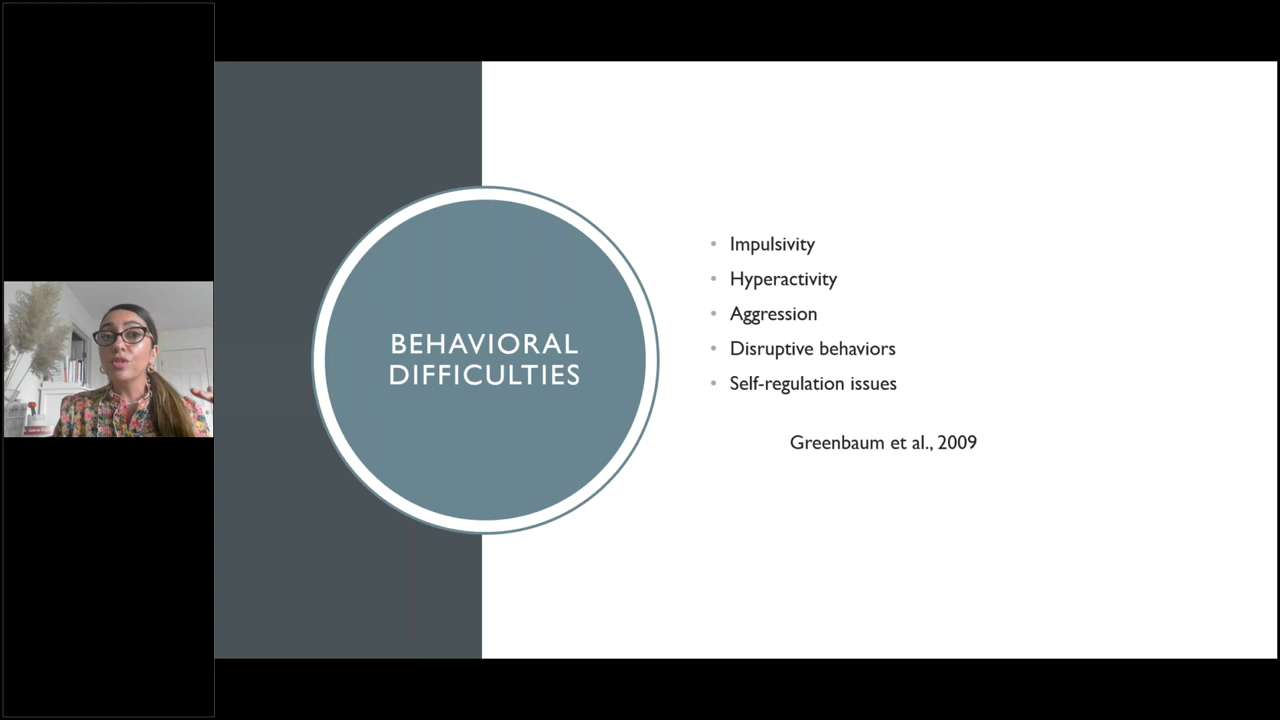 BEHAVIORAL
DIFFICULTIES
• Impulsivity
• Hyperactivity
• Aggression
• Disruptive behaviors
• Self-regulation issues
Greenbaum et al., 2009